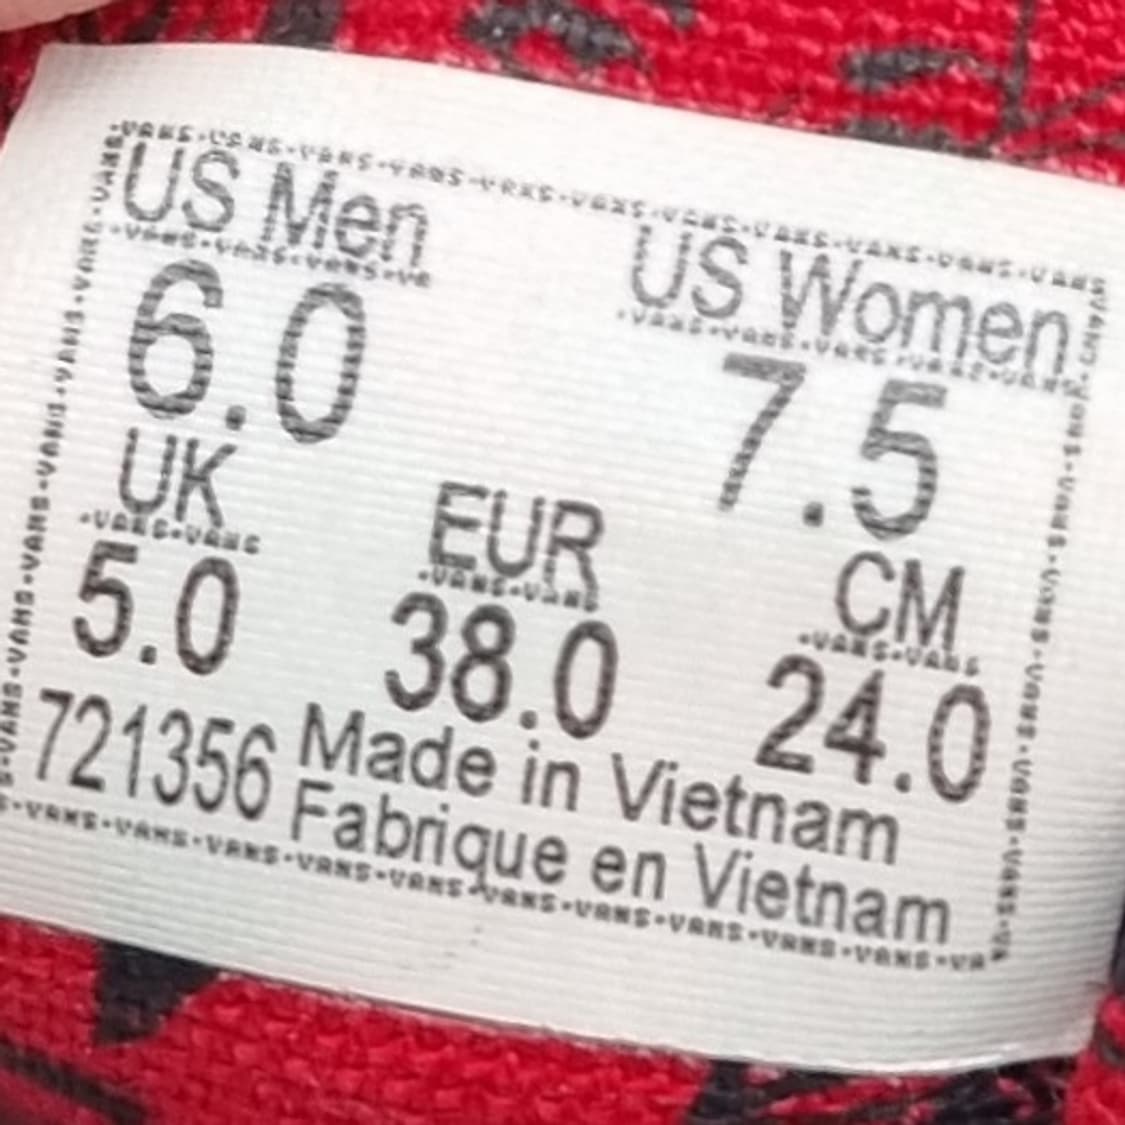 US Men US Women
6.0 7.5
UK EUR CM
5.0 38.0 24.0
721356 Made in Vietnam
Fabrique en Vietnam